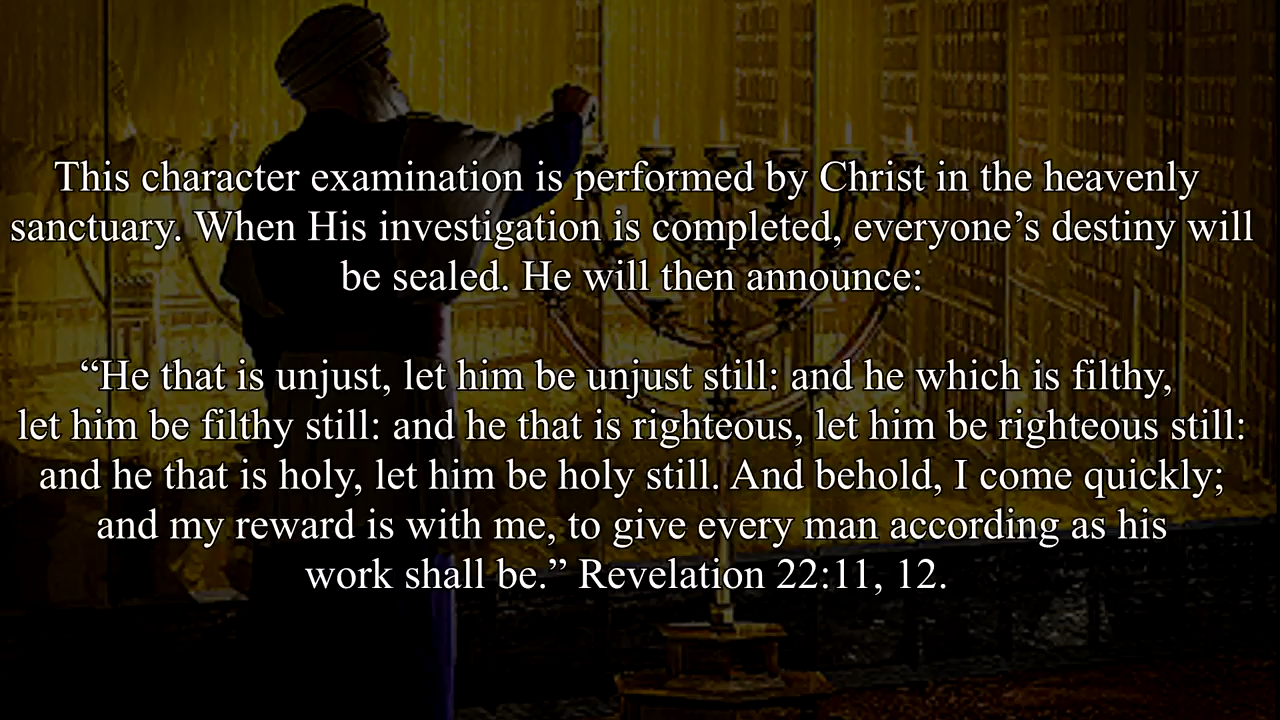 This character examination is performed by Christ in the heavenly
sanctuary. When His investigation is completed, everyone’s destiny will
be sealed. He will then announce:
“He that is unjust, let him be unjust still: and he which is filthy,
let him be filthy still: and he that is righteous, let him be righteous still:
and he that is holy, let him be holy still. And behold, I come quickly;
and my reward is with me, to give every man according as his
work shall be.” Revelation 22:11, 12.